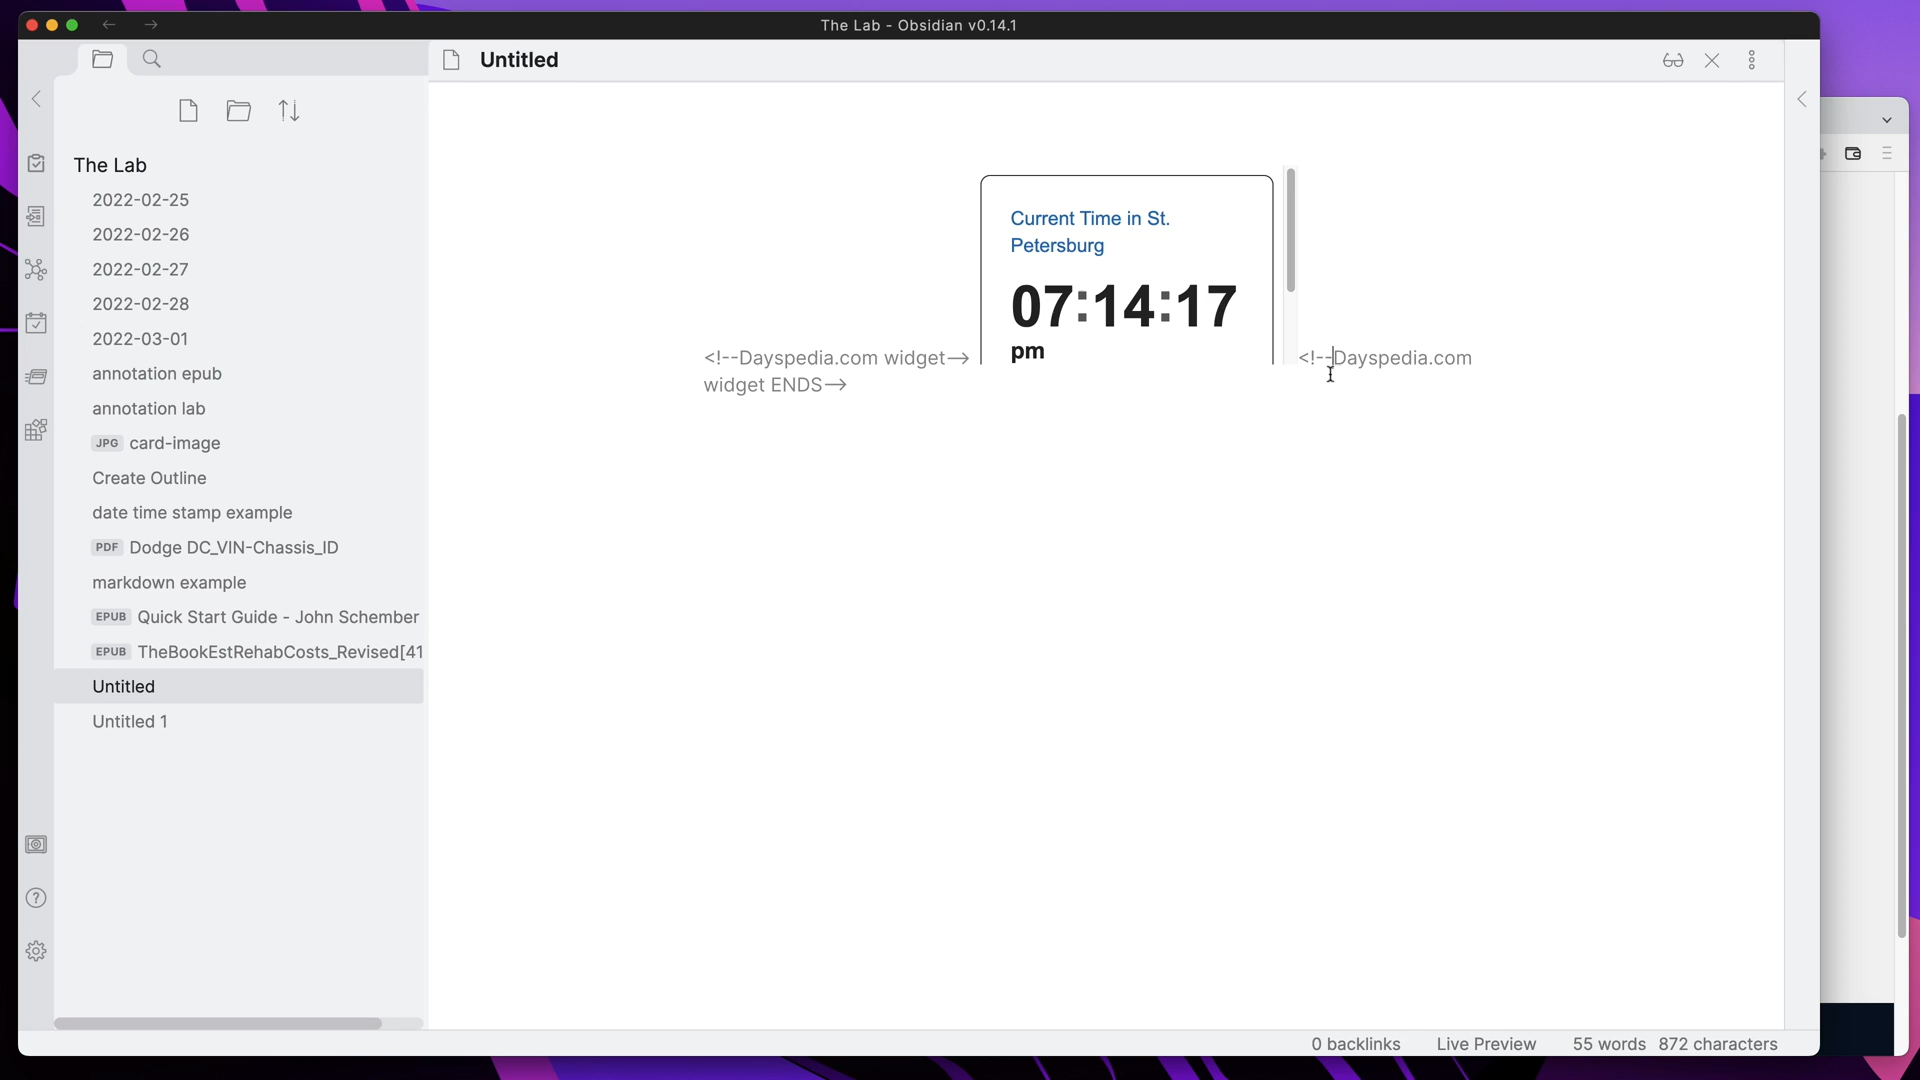 The Lab - Obsidian v0.14.1
Untitled
The Lab
2022-02-25
2022-02-26
2022-02-27
2022-02-28
2022-03-01
annotation epub
annotation lab
JPG card-image
Create Outline
date time stamp example
PDF Dodge DC_VIN-Chassis_ID
markdown example
EPUB Quick Start Guide - John Schember
EPUB TheBookEstRehabCosts_Revised[41
Untitled
Untitled 1
Current Time in St.
Petersburg
07:14:17
pm
<!--Dayspedia.com widget--> <!--Dayspedia.com
widget ENDS-->
0 backlinks Live Preview 55 words 872 characters